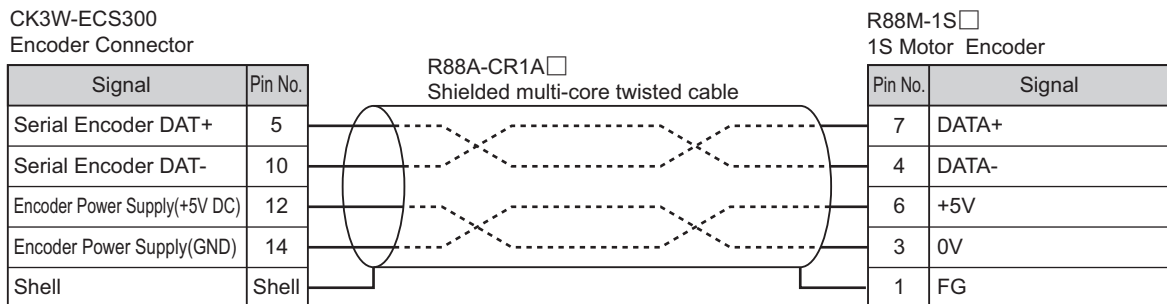 CK3W-ECS300
Encoder Connector
Signal Pin No.
Serial Encoder DAT+ 5
Serial Encoder DAT- 10
Encoder Power Supply(+5V DC) 12
Encoder Power Supply(GND) 14
Shell Shell
R88A-CR1A□
Shielded multi-core twisted cable
R88M-1S□
1S Motor Encoder
Pin No. Signal
7 DATA+
4 DATA-
6 +5V
3 0V
1 FG